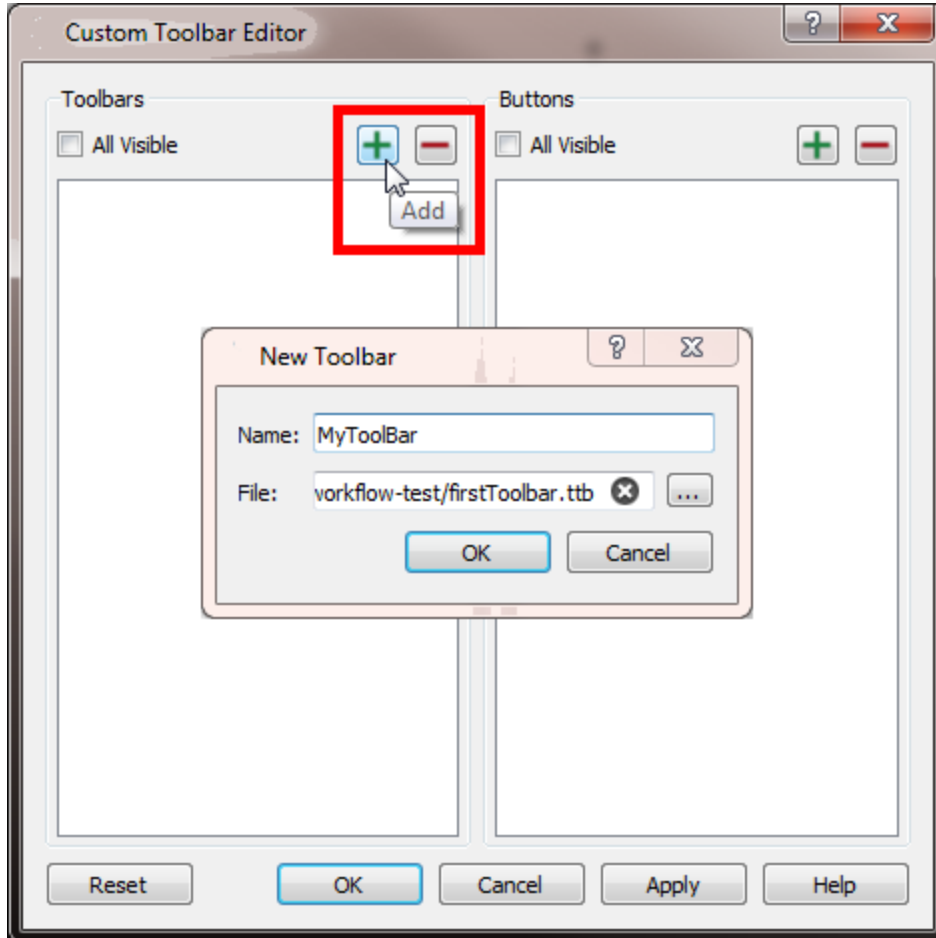 Custom Toolbar Editor
Toolbars
Buttons
All Visible
All Visible
Add
New Toolbar
Name: MyToolBar
File: workflow-test/firstToolbar.ttb ...
OK Cancel
Reset OK Cancel Apply Help